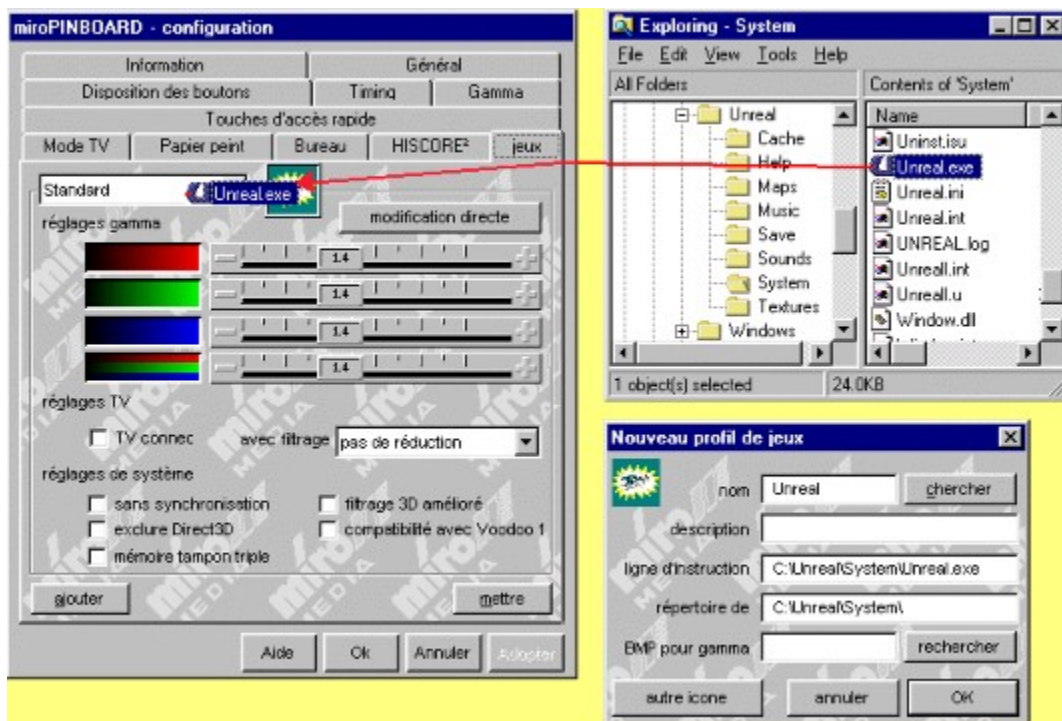 miroPINBOARD - configuration
Information Général
Disposition des boutons Timing Gamma
Touches d'accès rapide
Mode TV Papier peint Bureau HISCORE² jeux
Standard Unreal.exe
réglages gamma modification directe
1.4
1.4
1.4
1.4
réglages TV
TV connec avec filtrage pas de réduction
réglages de système
sans synchronisation filtrage 3D amélioré
exclure Direct3D compatibilité avec Voodoo 1
mémoire tampon triple
ajouter mettre
Aide Ok Annuler Adopter
Exploring - System
File Edit View Tools Help
All Folders Contents of 'System'
Name
Unreal
Cache
Help
Maps
Music
Save
Sounds
System
Textures
Windows
Uninst.isu
Unreal.exe
Unreal.ini
Unreal.int
UNREAL.log
UnrealI.int
UnrealI.u
Window.dll
1 object(s) selected 24.0KB
Nouveau profil de jeux
nom Unreal chercher
description
ligne d'instruction C:\Unreal\System\Unreal.exe
répertoire de C:\Unreal\System\
BMP pour gamma rechercher
autre icone annuler OK